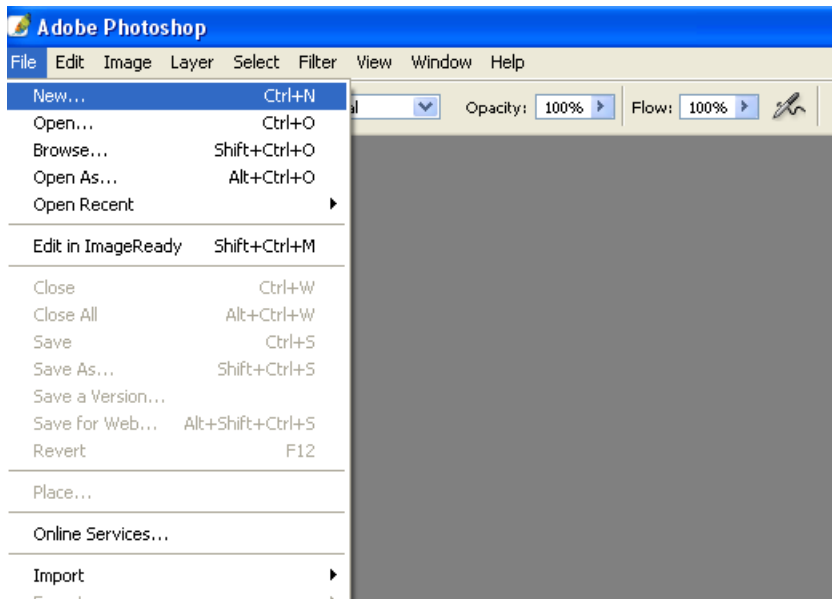 Adobe Photoshop
File Edit Image Layer Select Filter View Window Help
Opacity: 100% Flow: 100%
New... Ctrl+N
Open... Ctrl+O
Browse... Shift+Ctrl+O
Open As... Alt+Ctrl+O
Open Recent
Edit in ImageReady Shift+Ctrl+M
Close Ctrl+W
Close All Alt+Ctrl+W
Save Ctrl+S
Save As... Shift+Ctrl+S
Save a Version...
Save for Web... Alt+Shift+Ctrl+S
Revert F12
Place...
Online Services...
Import